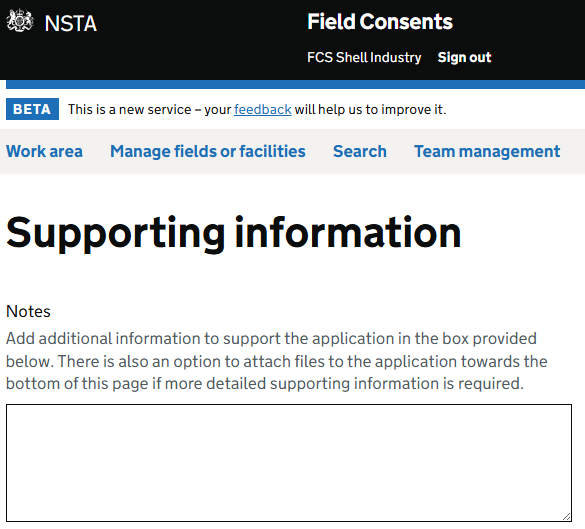 NSTA
Field Consents
FCS Shell Industry Sign out
BETA This is a new service – your feedback will help us to improve it.
Work area Manage fields or facilities Search Team management
Supporting information
Notes
Add additional information to support the application in the box provided
below. There is also an option to attach files to the application towards the
bottom of this page if more detailed supporting information is required.